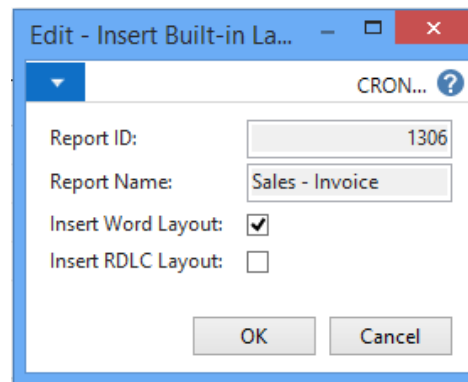 Edit - Insert Built-in La...
CRON... ?
Report ID: 1306
Report Name: Sales - Invoice
Insert Word Layout:
Insert RDLC Layout:
OK Cancel